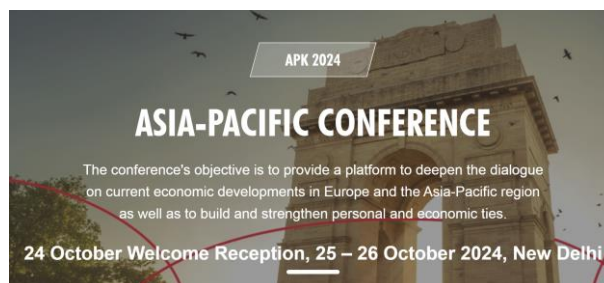 APK 2024
ASIA-PACIFIC CONFERENCE
The conference's objective is to provide a platform to deepen the dialogue
on current economic developments in Europe and the Asia-Pacific region
as well as to build and strengthen personal and economic ties.
24 October Welcome Reception, 25 – 26 October 2024, New Delhi